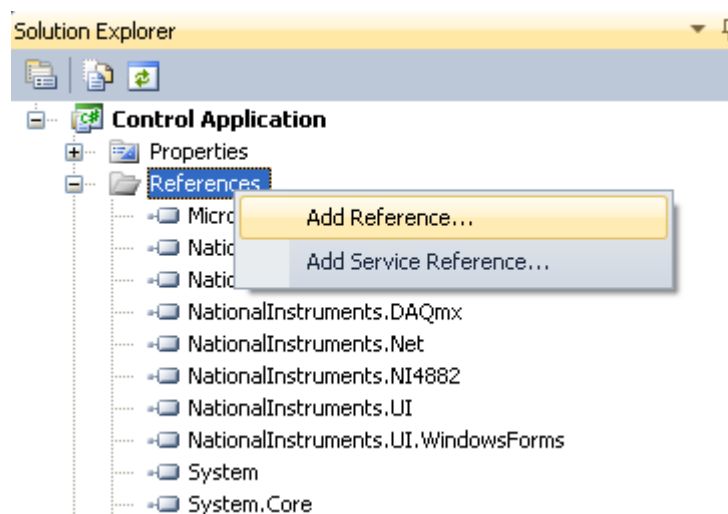 Solution Explorer
Control Application
Properties
References
Add Reference...
Add Service Reference...
NationalInstruments.DAQmx
NationalInstruments.Net
NationalInstruments.NI4882
NationalInstruments.UI
NationalInstruments.UI.WindowsForms
System
System.Core